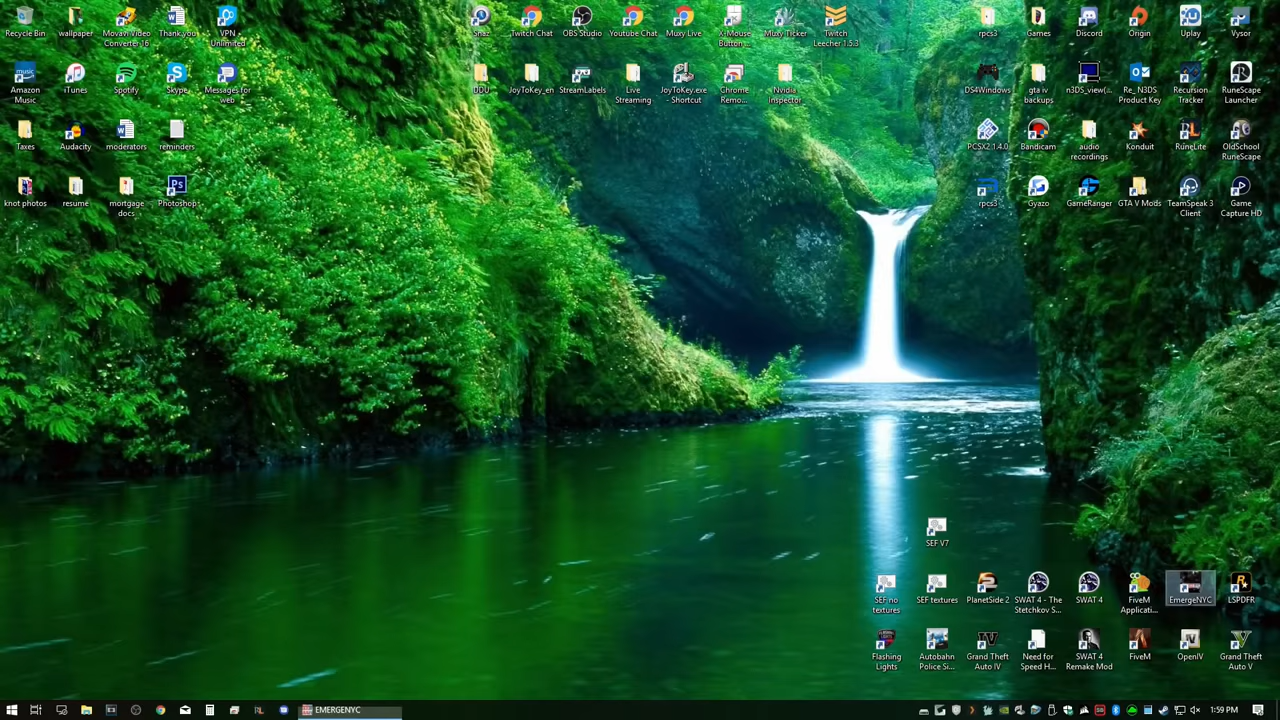 Recycle Bin
wallpaper
Movavi Video
Converter 16
Thank you
VPN
Unlimited
Snaz
Twitch Chat
OBS Studio
Youtube Chat
Muxy Live
X-Mouse
Button ...
Muxy Ticker
Twitch
Leecher 1.5.3
rpcs3
Games
Discord
Origin
Uplay
Vysor
music
Amazon
Music
iTunes
Spotify
Skype
Messages for
web
DDU
JoyToKey_en
StreamLabels
Live
Streaming
JoyToKey.exe
- Shortcut
Chrome
Remo...
Nvidia
Inspector
DS4Windows
gta iv
backups
n3DS_view(...
Re_ N3DS
Product Key
Recursion
Tracker
RuneScape
Launcher
Taxes
Audacity
moderators
reminders
PCSX2 1.4.0
Bandicam
audio
recordings
Konduit
RuneLite
OldSchool
RuneScape
knot photos
resume
mortgage
docs
Ps
Photoshop
rpcs3
Gyazo
GameRanger
GTA V Mods
TeamSpeak 3
Client
Game
Capture HD
SEF V7
SEF no
textures
SEF textures
PlanetSide 2
SWAT 4 - The
Stetchkov S...
SWAT 4
FiveM
Applicati...
EmergeNYC
LSPDFR
Flashing
Lights
Autobahn
Police Si...
Grand Theft
Auto IV
Need for
Speed H...
SWAT 4
Remake Mod
FiveM
OpenIV
Grand Theft
Auto V
EMERGENYC
1:59 PM